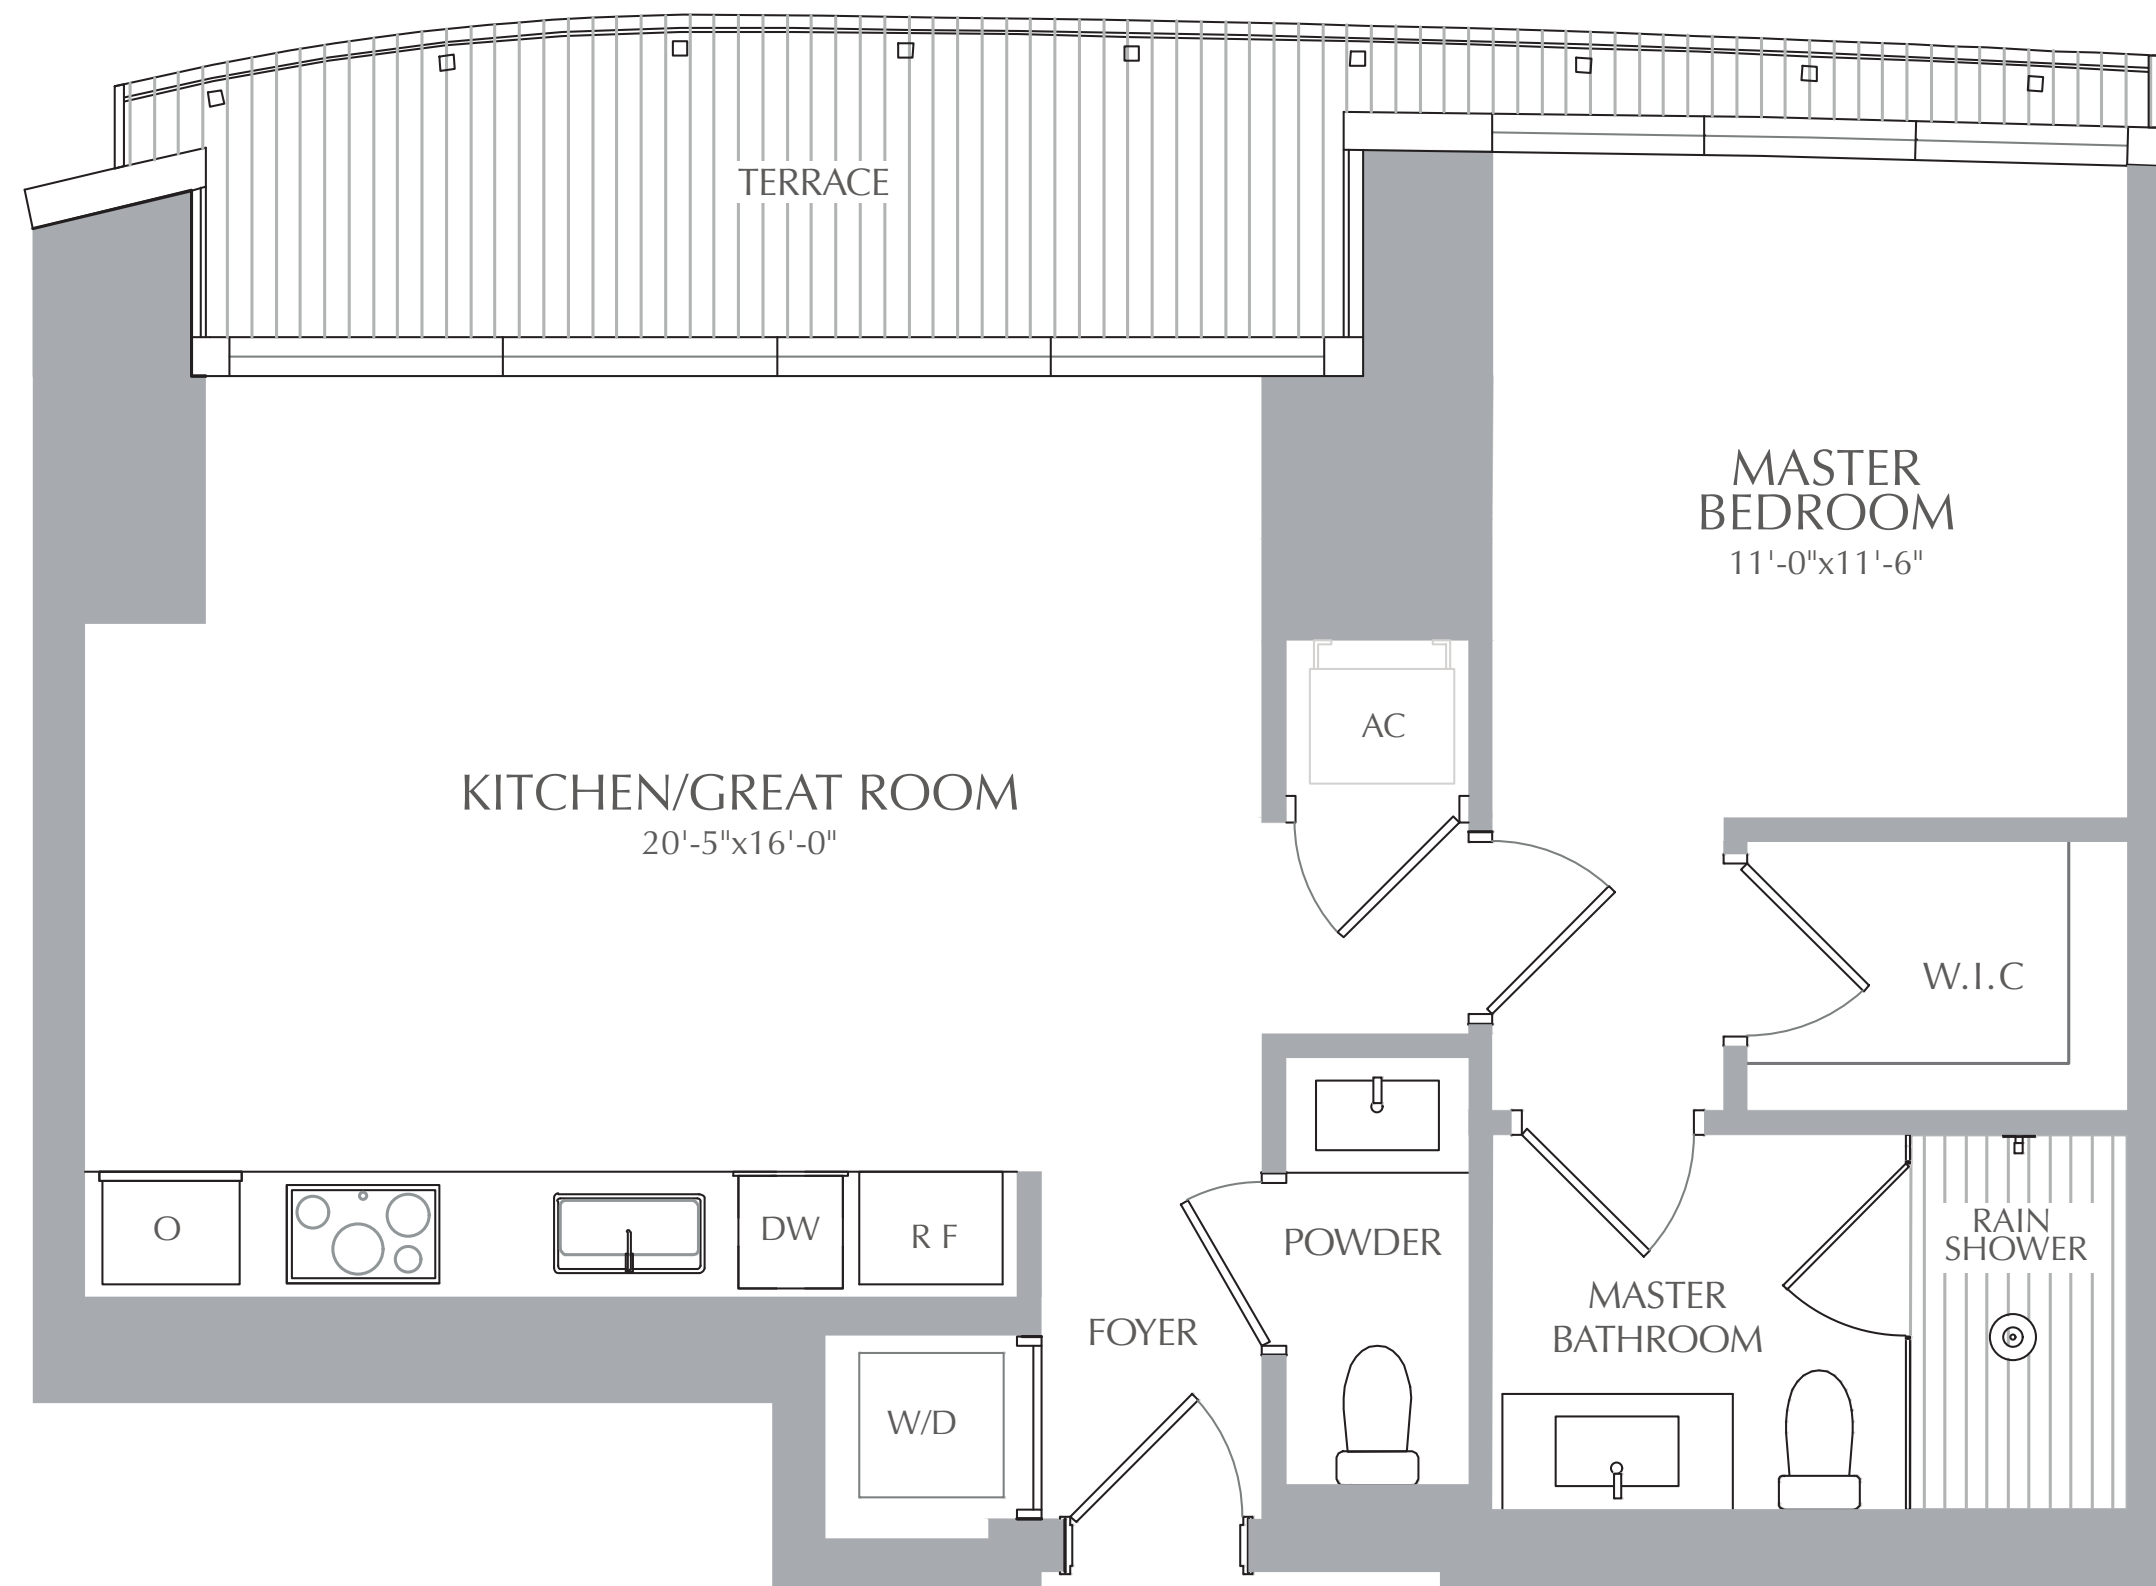 TERRACE
MASTER
BEDROOM
11'-0"x11'-6"
AC
KITCHEN/GREAT ROOM
20'-5"x16'-0"
W.I.C
O
DW
R F
POWDER
RAIN
SHOWER
FOYER
MASTER
BATHROOM
W/D